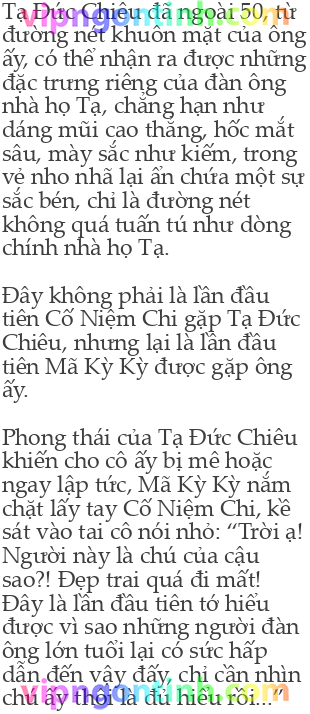 Tạ Đức Chiêu đã ngoài 50, từ
vipngontinh.com
đường nét khuôn mặt của ông
ấy, có thể nhận ra được những
đặc trưng riêng của đàn ông
nhà họ Tạ, chẳng hạn như
dáng mũi cao thẳng, hốc mắt
sâu, mày sắc như kiếm, trong
vẻ nho nhã lại ẩn chứa một sự
sắc bén, chỉ là đường nét
không quá tuấn tú như dòng
chính nhà họ Tạ.
Đây không phải là lần đầu
tiên Cố Niệm Chi gặp Tạ Đức
Chiêu, nhưng lại là lần đầu
tiên Mã Kỳ Kỳ được gặp ông
ấy.
Phong thái của Tạ Đức Chiêu
khiến cho cô ấy bị mê hoặc
ngay lập tức, Mã Kỳ Kỳ nắm
chặt lấy tay Cố Niệm Chi, kề
sát vào tai cô nói nhỏ: “Trời ạ!
Người này là chú của cậu
sao?! Đẹp trai quá đi mất!
Đây là lần đầu tiên tớ hiểu
được vì sao những người đàn
ông lớn tuổi lại có sức hấp
dẫn đến vậy đấy, chỉ cần nhìn
vipngontinh.com
chú ấy thôi là đủ hiểu rồi...”